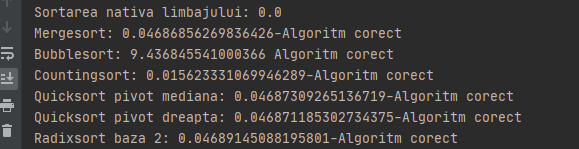 Sortarea nativa limbajului: 0.0
Mergesort: 0.04686856269836426-Algoritm corect
Bubblesort: 9.436845541000366 Algoritm corect
Countingsort: 0.015623331069946289-Algoritm corect
Quicksort pivot mediana: 0.04687309265136719-Algoritm corect
Quicksort pivot dreapta: 0.046871185302734375-Algoritm corect
Radixsort baza 2: 0.04689145088195801-Algoritm corect